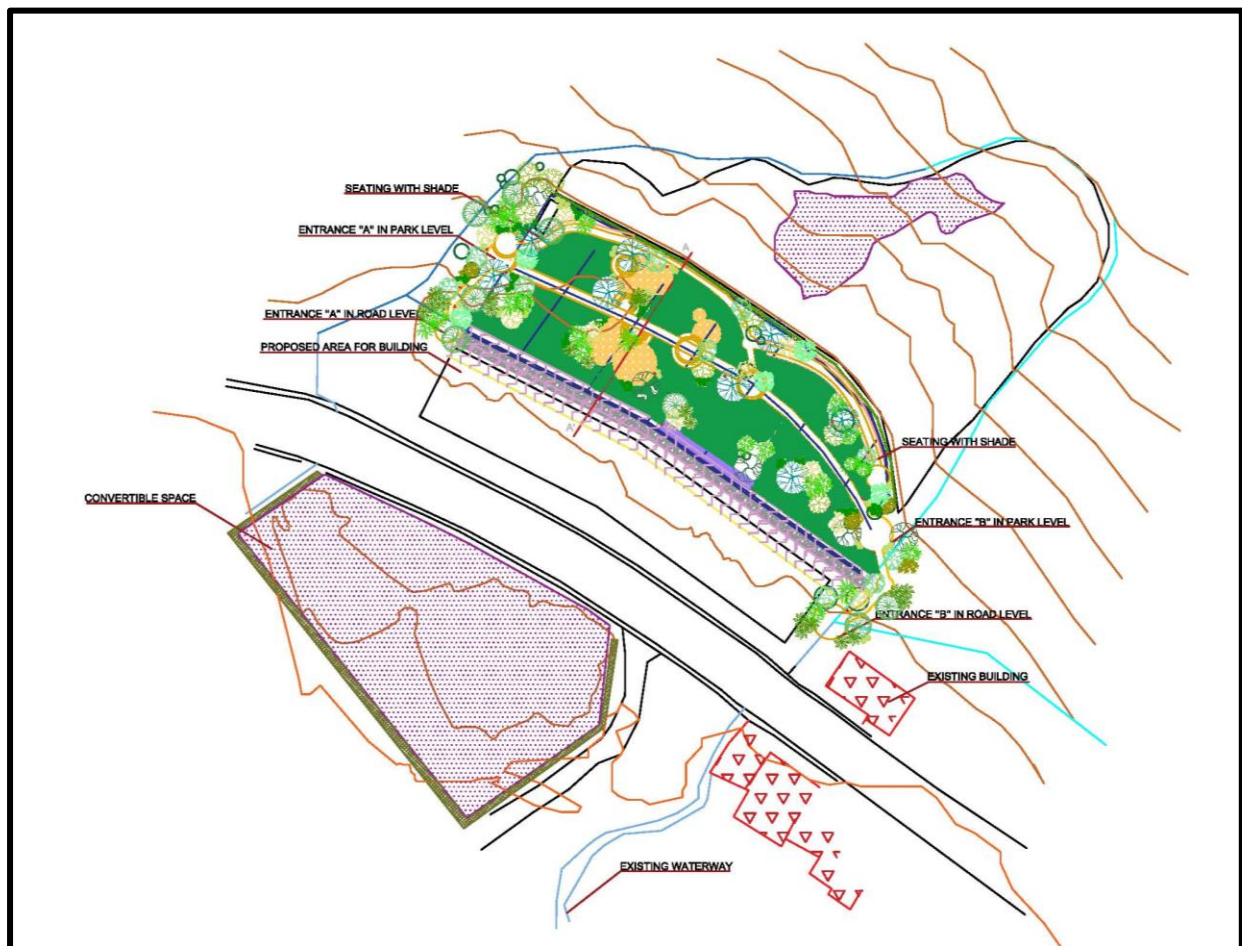 SEATING WITH SHADE
ENTRANCE "A" IN PARK LEVEL
A
ENTRANCE "A" IN ROAD LEVEL
PROPOSED AREA FOR BUILDING
A'
SEATING WITH SHADE
CONVERTIBLE SPACE
ENTRANCE "B" IN PARK LEVEL
ENTRANCE "B" IN ROAD LEVEL
EXISTING BUILDING
EXISTING WATERWAY